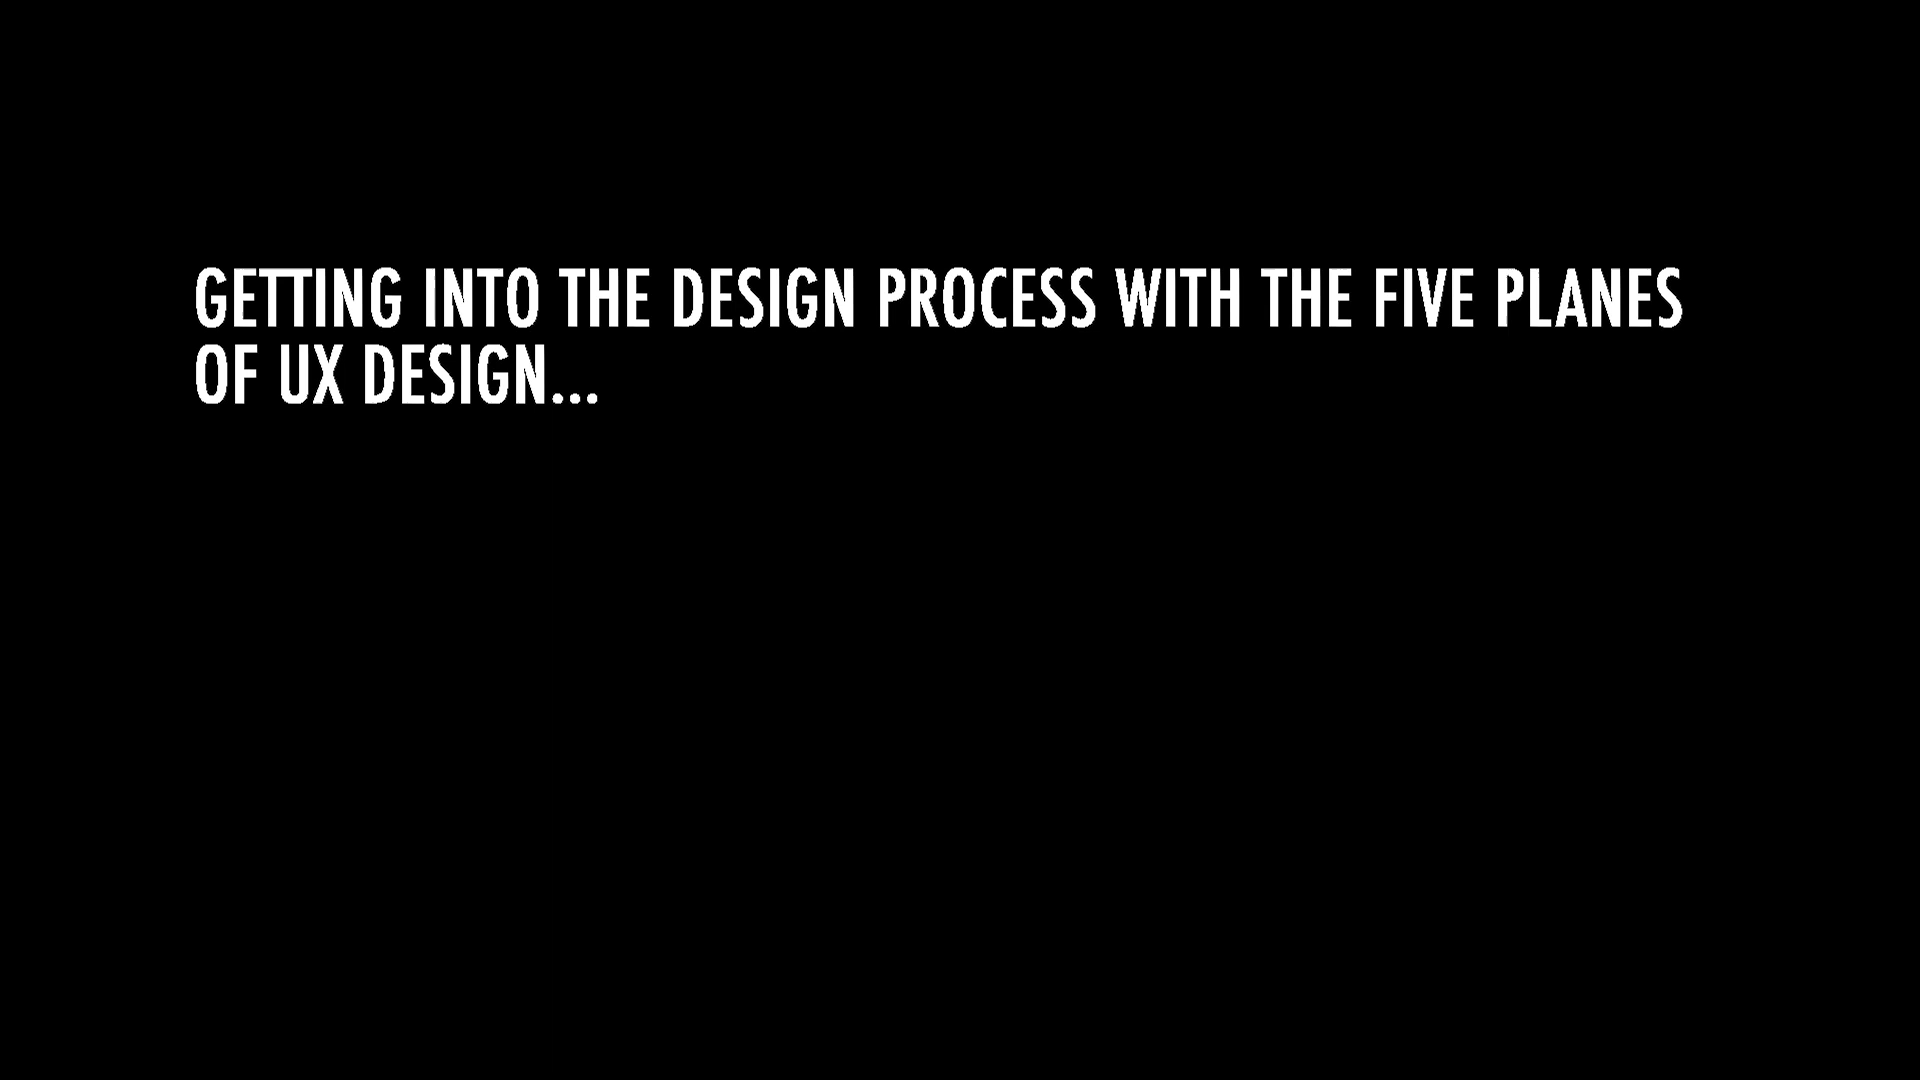 GETTING INTO THE DESIGN PROCESS WITH THE FIVE PLANES
OF UX DESIGN...